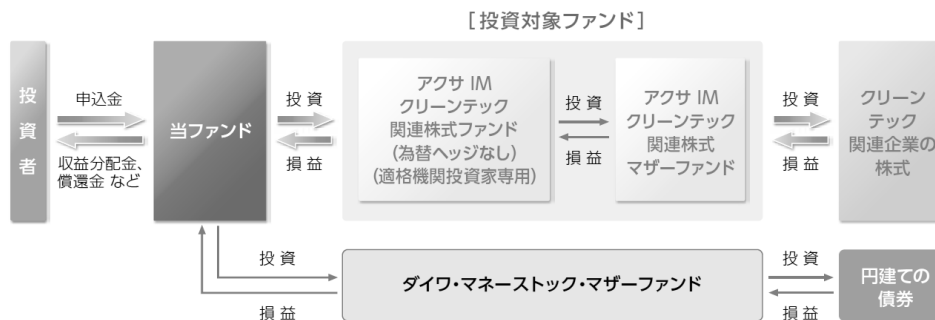 [投資対象ファンド]
投資者
申込金
収益分配金、
償還金 など
当ファンド
投 資
損 益
アクサ IM
クリーンテック
関連株式ファンド
(為替ヘッジなし)
(適格機関投資家専用)
投 資
損 益
アクサ IM
クリーンテック
関連株式
マザーファンド
投 資
損 益
クリーン
テック
関連企業の
株式
投 資
損 益
ダイワ・マネーストック・マザーファンド
投 資
損 益
円建ての
債券